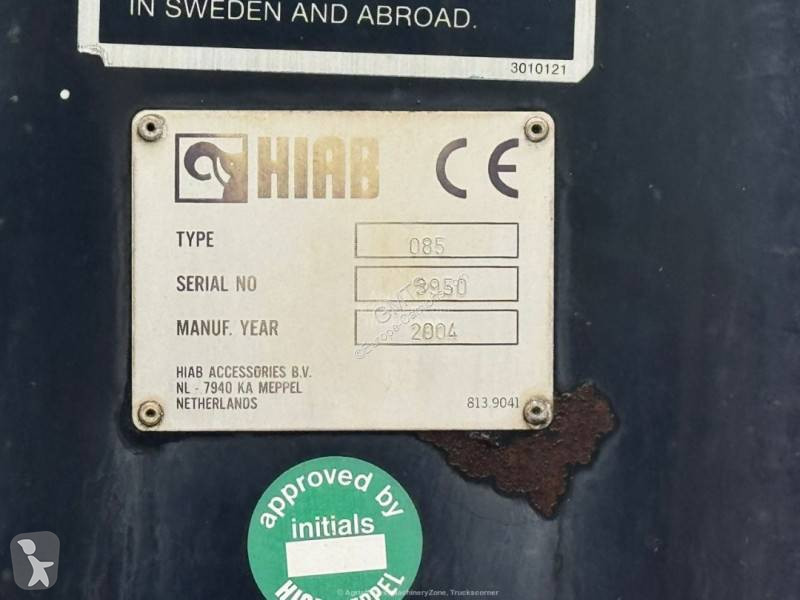 IN SWEDEN AND ABROAD.
3010121
HIAB CE
TYPE 085
SERIAL NO 3950
MANUF. YEAR 2004
HIAB ACCESSORIES B.V.
NL - 7940 KA MEPPEL
NETHERLANDS 813.9041
approved by
initials
MEPPEL